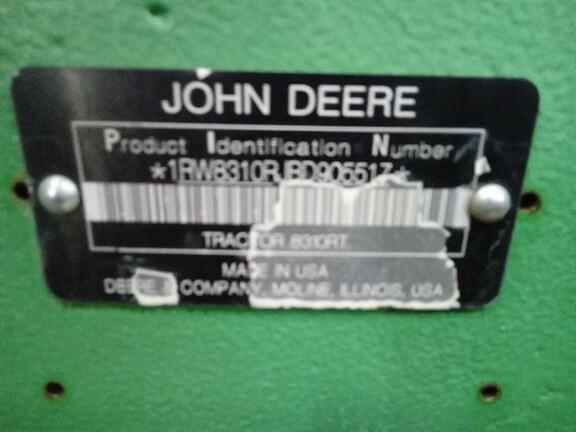 JOHN DEERE
Product Identification Number
*1RW8310RJBD905517*
TRACTOR 8310RT
MADE IN USA
DEERE & COMPANY, MOLINE, ILLINOIS, USA